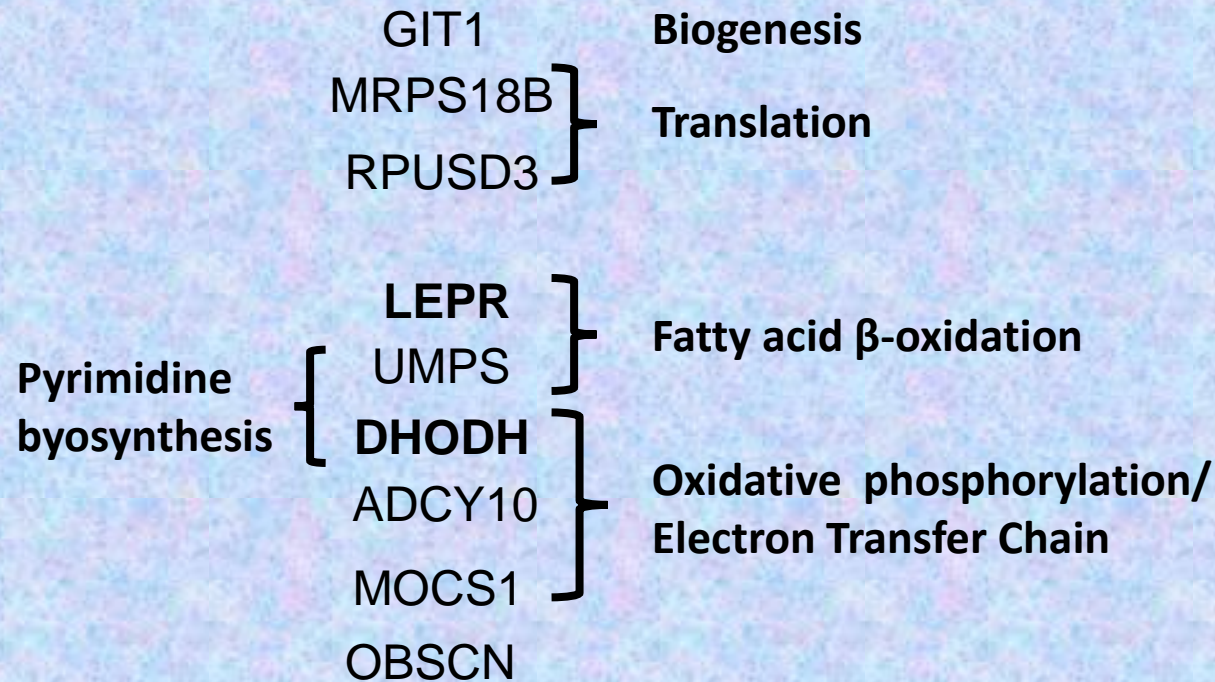 GIT1 Biogenesis
MRPS18B
Translation
RPUSD3
LEPR
Fatty acid β-oxidation
UMPS
Pyrimidine
byosynthesis
DHODH
ADCY10
Oxidative phosphorylation/
Electron Transfer Chain
MOCS1
OBSCN